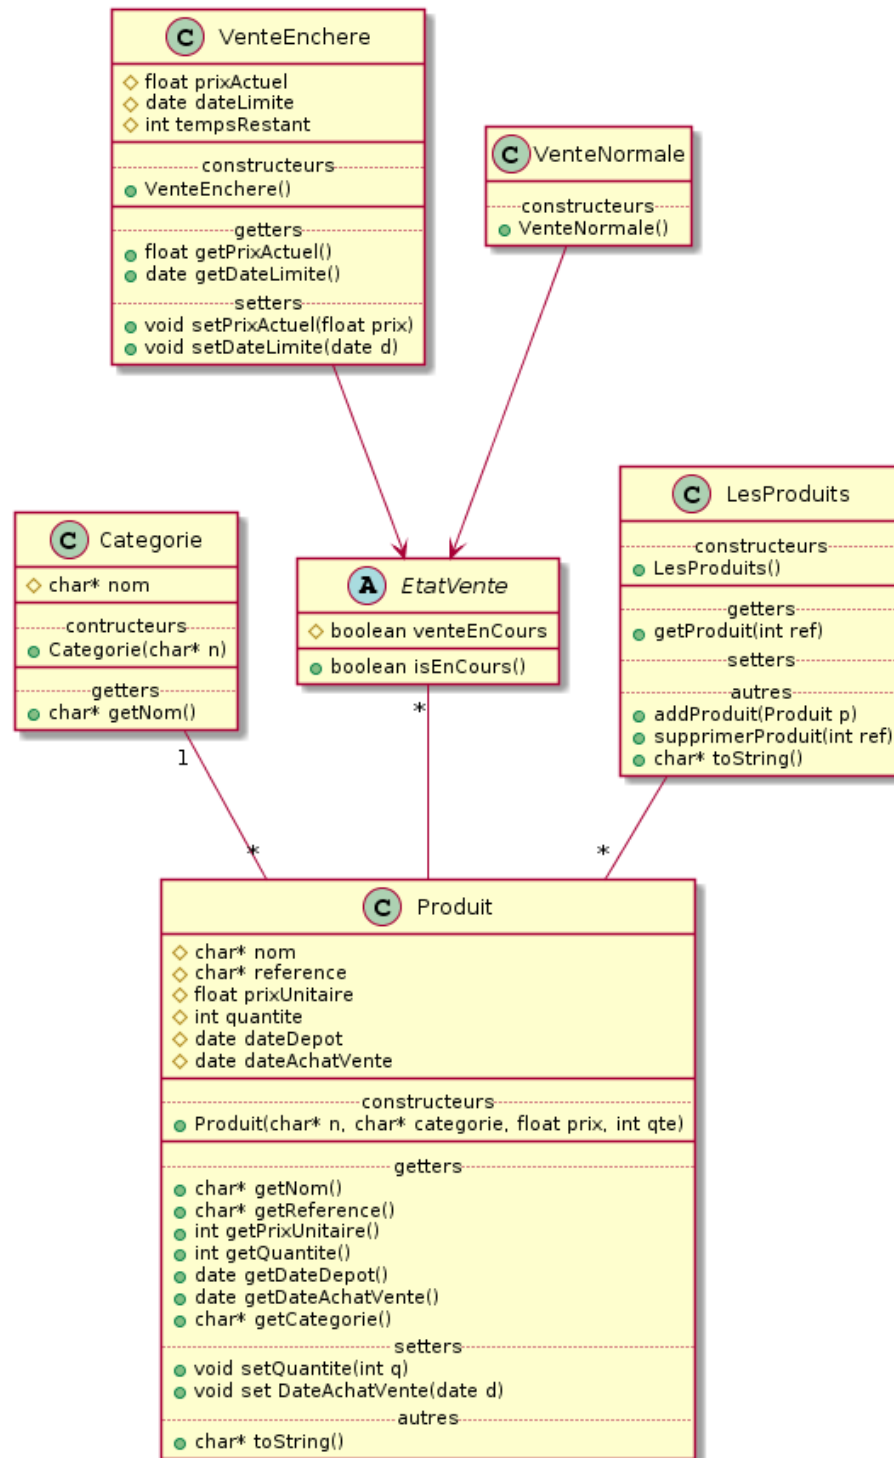 C VenteEnchere
float prixActuel
date dateLimite
int tempsRestant
constructeurs
VenteEnchere()
getters
float getPrixActuel()
date getDateLimite()
setters
void setPrixActuel(float prix)
void setDateLimite(date d)
C VenteNormale
constructeurs
VenteNormale()
C Categorie
char* nom
contructeurs
Categorie(char* n)
getters
char* getNom()
A EtatVente
boolean venteEnCours
boolean isEnCours()
C LesProduits
constructeurs
LesProduits()
getters
getProduit(int ref)
setters
autres
addProduit(Produit p)
supprimerProduit(int ref)
char* toString()
*
1
*
*
C Produit
char* nom
char* reference
float prixUnitaire
int quantite
date dateDepot
date dateAchatVente
constructeurs
Produit(char* n, char* categorie, float prix, int qte)
getters
char* getNom()
char* getReference()
int getPrixUnitaire()
int getQuantite()
date getDateDepot()
date getDateAchatVente()
char* getCategorie()
setters
void setQuantite(int q)
void set DateAchatVente(date d)
autres
char* toString()